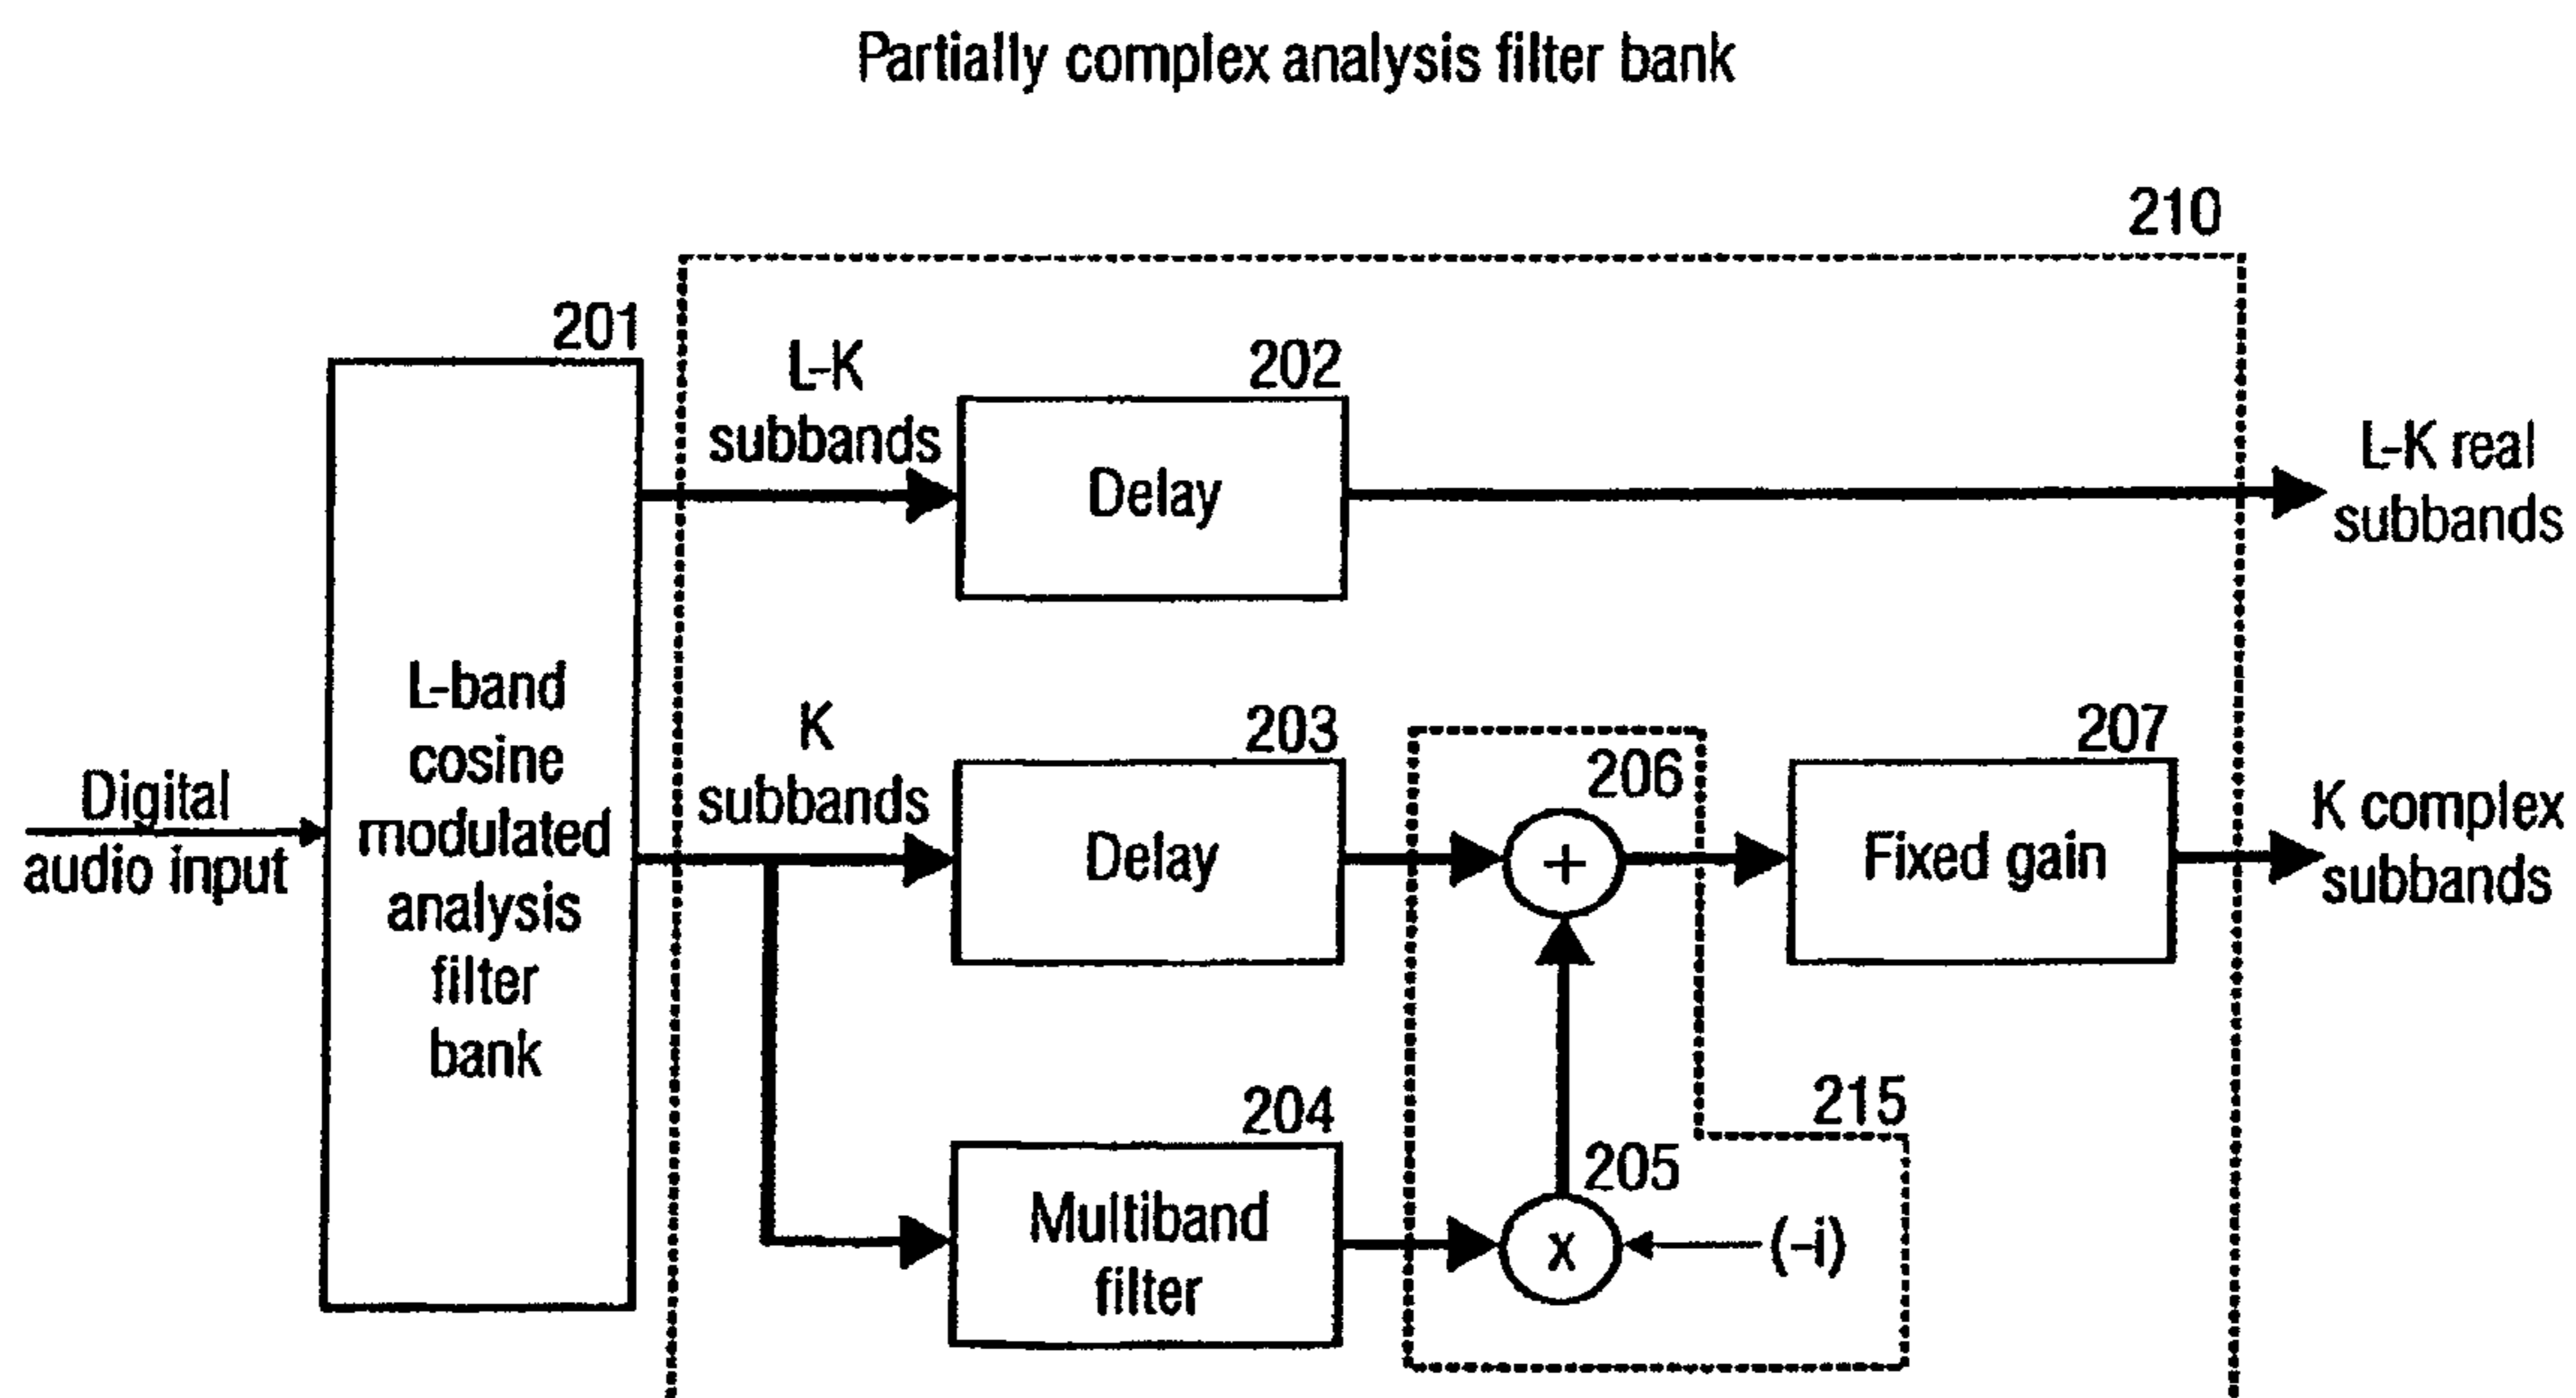 Partially complex analysis filter bank
210
201
L-K
subbands
202
Delay
L-K real
subbands
L-band
cosine
modulated
analysis
filter
bank
Digital
audio input
K
subbands
203
Delay
206
+
207
Fixed gain
K complex
subbands
204
Multiband
filter
215
205
x
(-i)